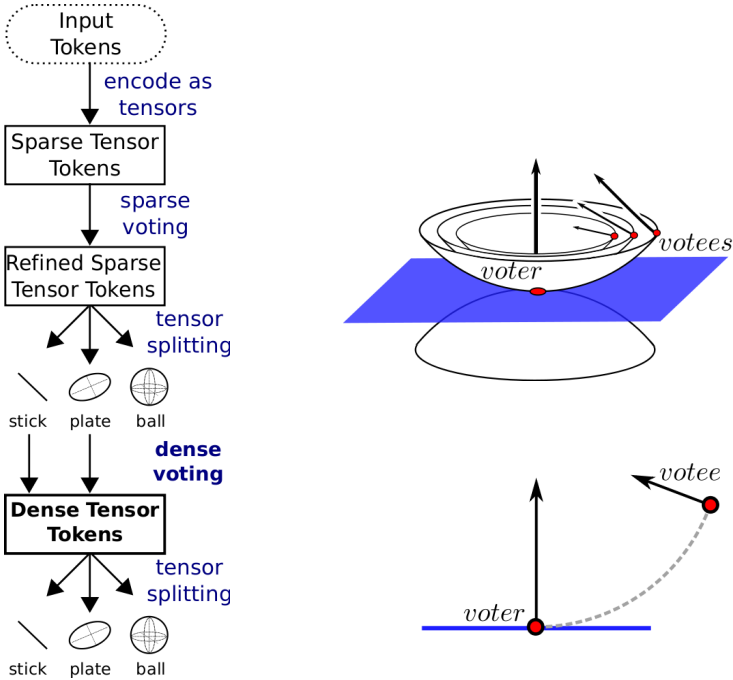 Input
Tokens
encode as
tensors
Sparse Tensor
Tokens
sparse
voting
Refined Sparse
Tensor Tokens
tensor
splitting
stick plate ball
dense
voting
Dense Tensor
Tokens
tensor
splitting
stick plate ball
votees
voter
votee
voter